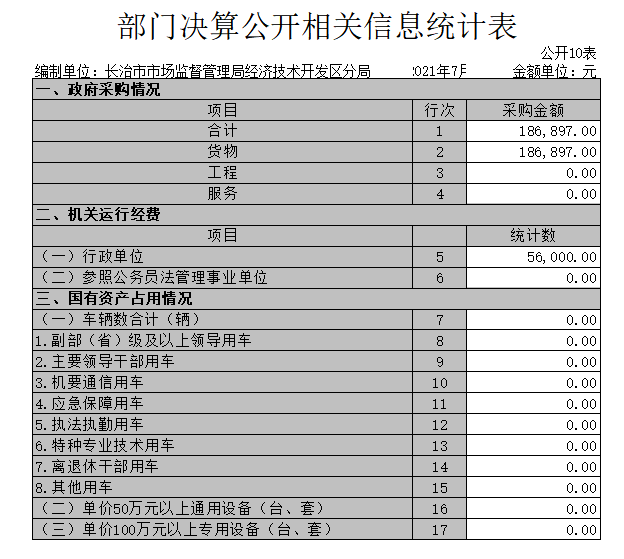 部门决算公开相关信息统计表
公开10表
编制单位：长治市市场监督管理局经济技术开发区分局 2021年7月 金额单位：元
一、政府采购情况
项目 行次 采购金额
合计 1 186,897.00
货物 2 186,897.00
工程 3 0.00
服务 4 0.00
二、机关运行经费
项目 统计数
（一）行政单位 5 56,000.00
（二）参照公务员法管理事业单位 6 0.00
三、国有资产占用情况
（一）车辆数合计（辆） 7 0.00
1.副部（省）级及以上领导用车 8 0.00
2.主要领导干部用车 9 0.00
3.机要通信用车 10 0.00
4.应急保障用车 11 0.00
5.执法执勤用车 12 0.00
6.特种专业技术用车 13 0.00
7.离退休干部用车 14 0.00
8.其他用车 15 0.00
（二）单价50万元以上通用设备（台、套） 16 0.00
（三）单价100万元以上专用设备（台、套） 17 0.00